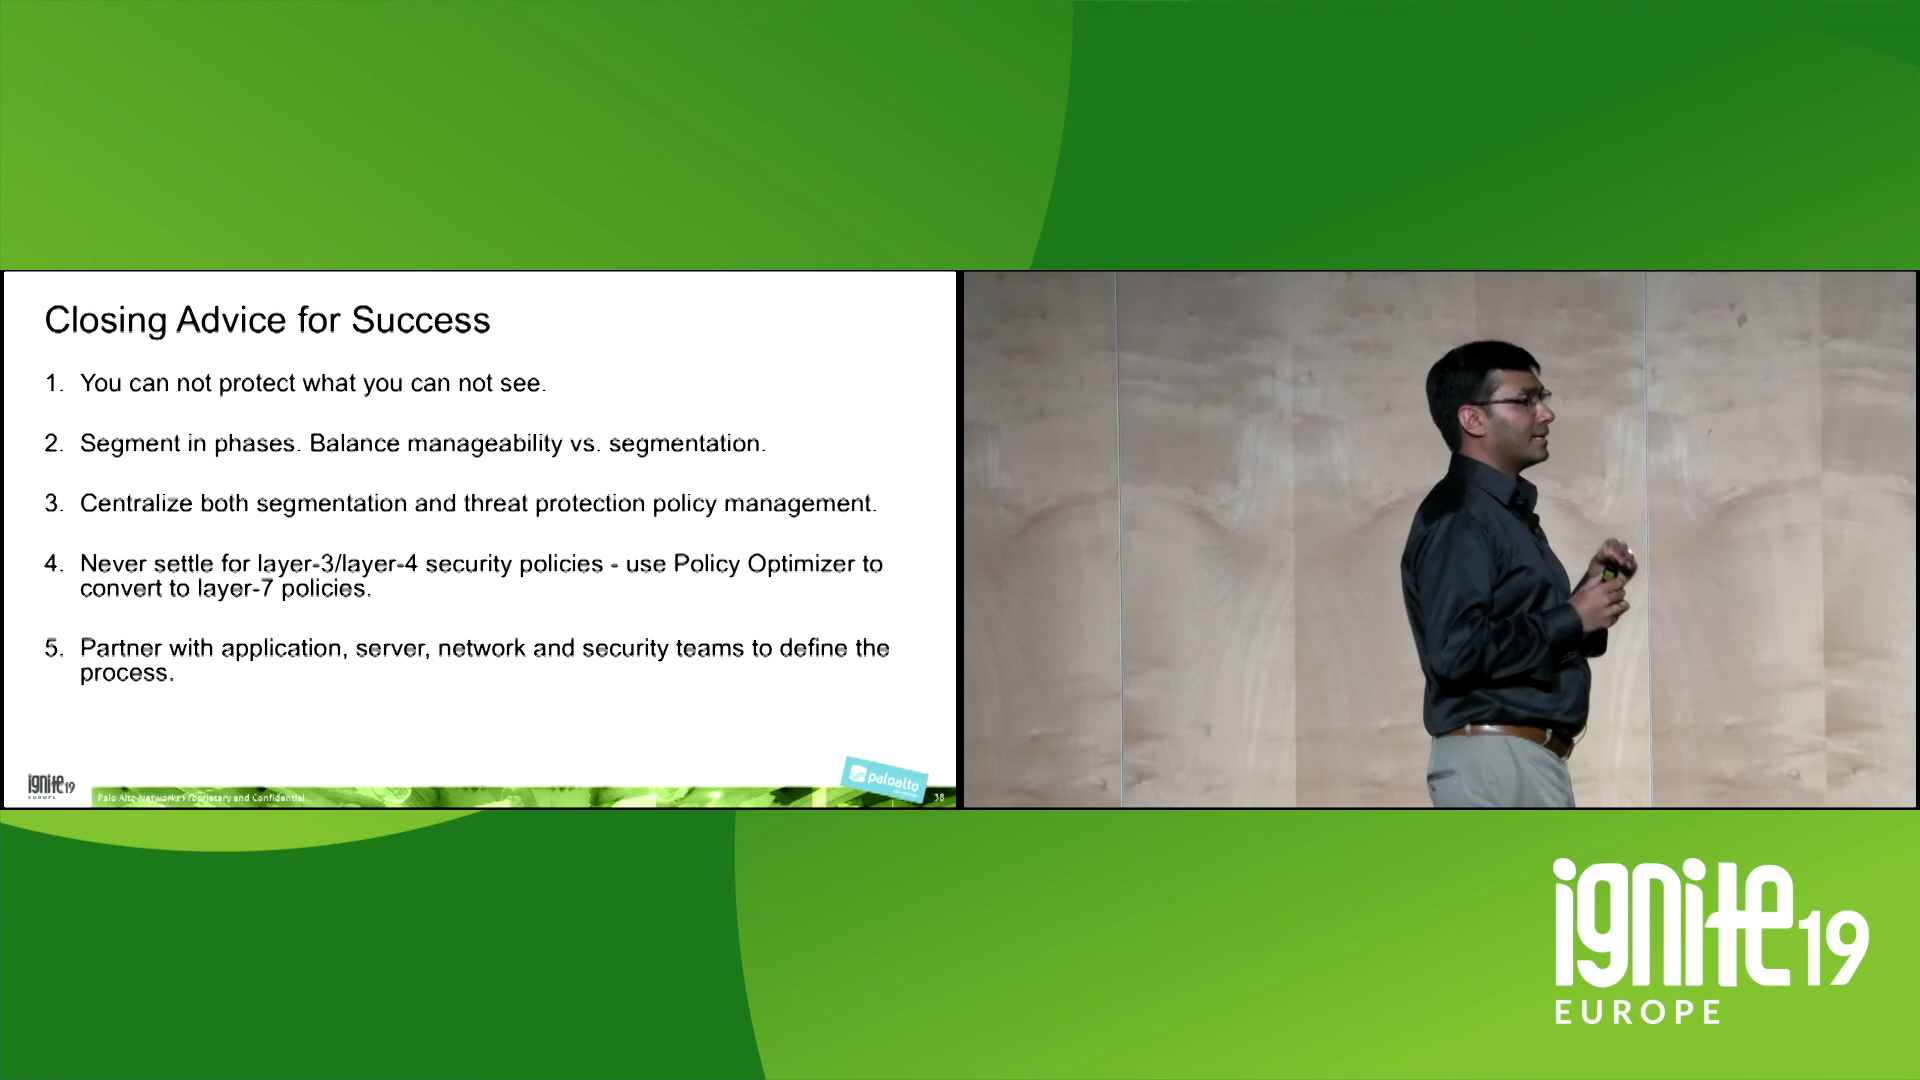 Closing Advice for Success
1. You can not protect what you can not see.
2. Segment in phases. Balance manageability vs. segmentation.
3. Centralize both segmentation and threat protection policy management.
4. Never settle for layer-3/layer-4 security policies - use Policy Optimizer to
convert to layer-7 policies.
5. Partner with application, server, network and security teams to define the
process.
ignite19
EUROPE
Palo Alto Networks Proprietary and Confidential
paloalto
38
ignite19
EUROPE